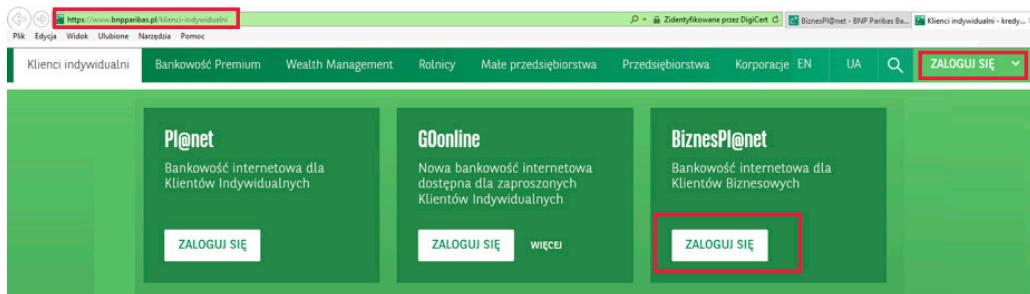 https://www.bnpparibas.pl/klienci-indywidualni
Zidentyfikowane przez DigiCert
BiznesPl@net - BNP Paribas Ba...
Klienci indywidualni - kredy...
Plik Edycja Widok Ulubione Narzędzia Pomoc
Klienci indywidualni Bankowość Premium Wealth Management Rolnicy Małe przedsiębiorstwa Przedsiębiorstwa Korporacje EN UA ZALOGUJ SIĘ
Pl@net
Bankowość internetowa dla
Klientów Indywidualnych
ZALOGUJ SIĘ
GOonline
Nowa bankowość internetowa
dostępna dla zaproszonych
Klientów Indywidualnych
ZALOGUJ SIĘ WIĘCEJ
BiznesPl@net
Bankowość internetowa dla
Klientów Biznesowych
ZALOGUJ SIĘ